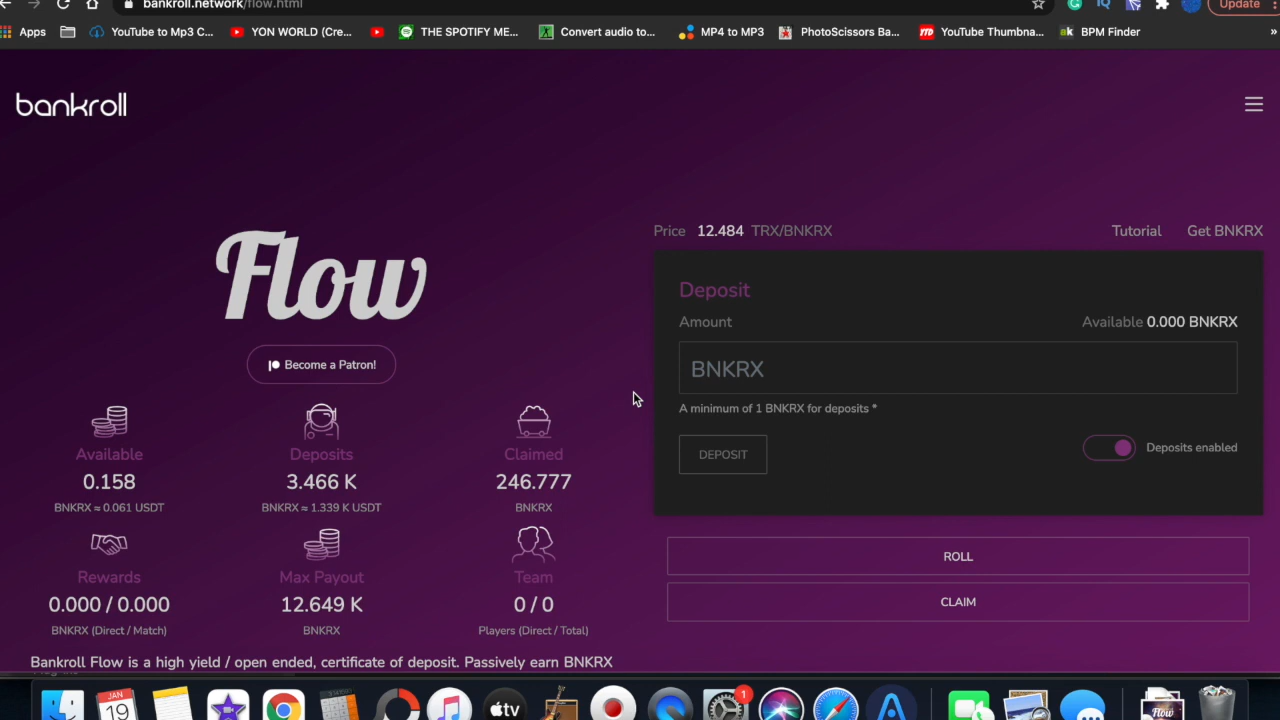 bankroll.network/flow.html
Update
Apps
YouTube to Mp3 C...
YON WORLD (Cre...
THE SPOTIFY ME...
Convert audio to...
MP4 to MP3
PhotoScissors Ba...
YouTube Thumbna...
BPM Finder
»
bankroll
Flow
Become a Patron!
Available
0.158
BNKRX ≈ 0.061 USDT
Deposits
3.466 K
BNKRX ≈ 1.339 K USDT
Claimed
246.777
BNKRX
Rewards
0.000 / 0.000
BNKRX (Direct / Match)
Max Payout
12.649 K
BNKRX
Team
0 / 0
Players (Direct / Total)
Bankroll Flow is a high yield / open ended, certificate of deposit. Passively earn BNKRX
Price 12.484 TRX/BNKRX
Tutorial
Get BNKRX
Deposit
Amount
Available 0.000 BNKRX
BNKRX
A minimum of 1 BNKRX for deposits *
DEPOSIT
Deposits enabled
ROLL
CLAIM
JAN
19
tv
1
Flow